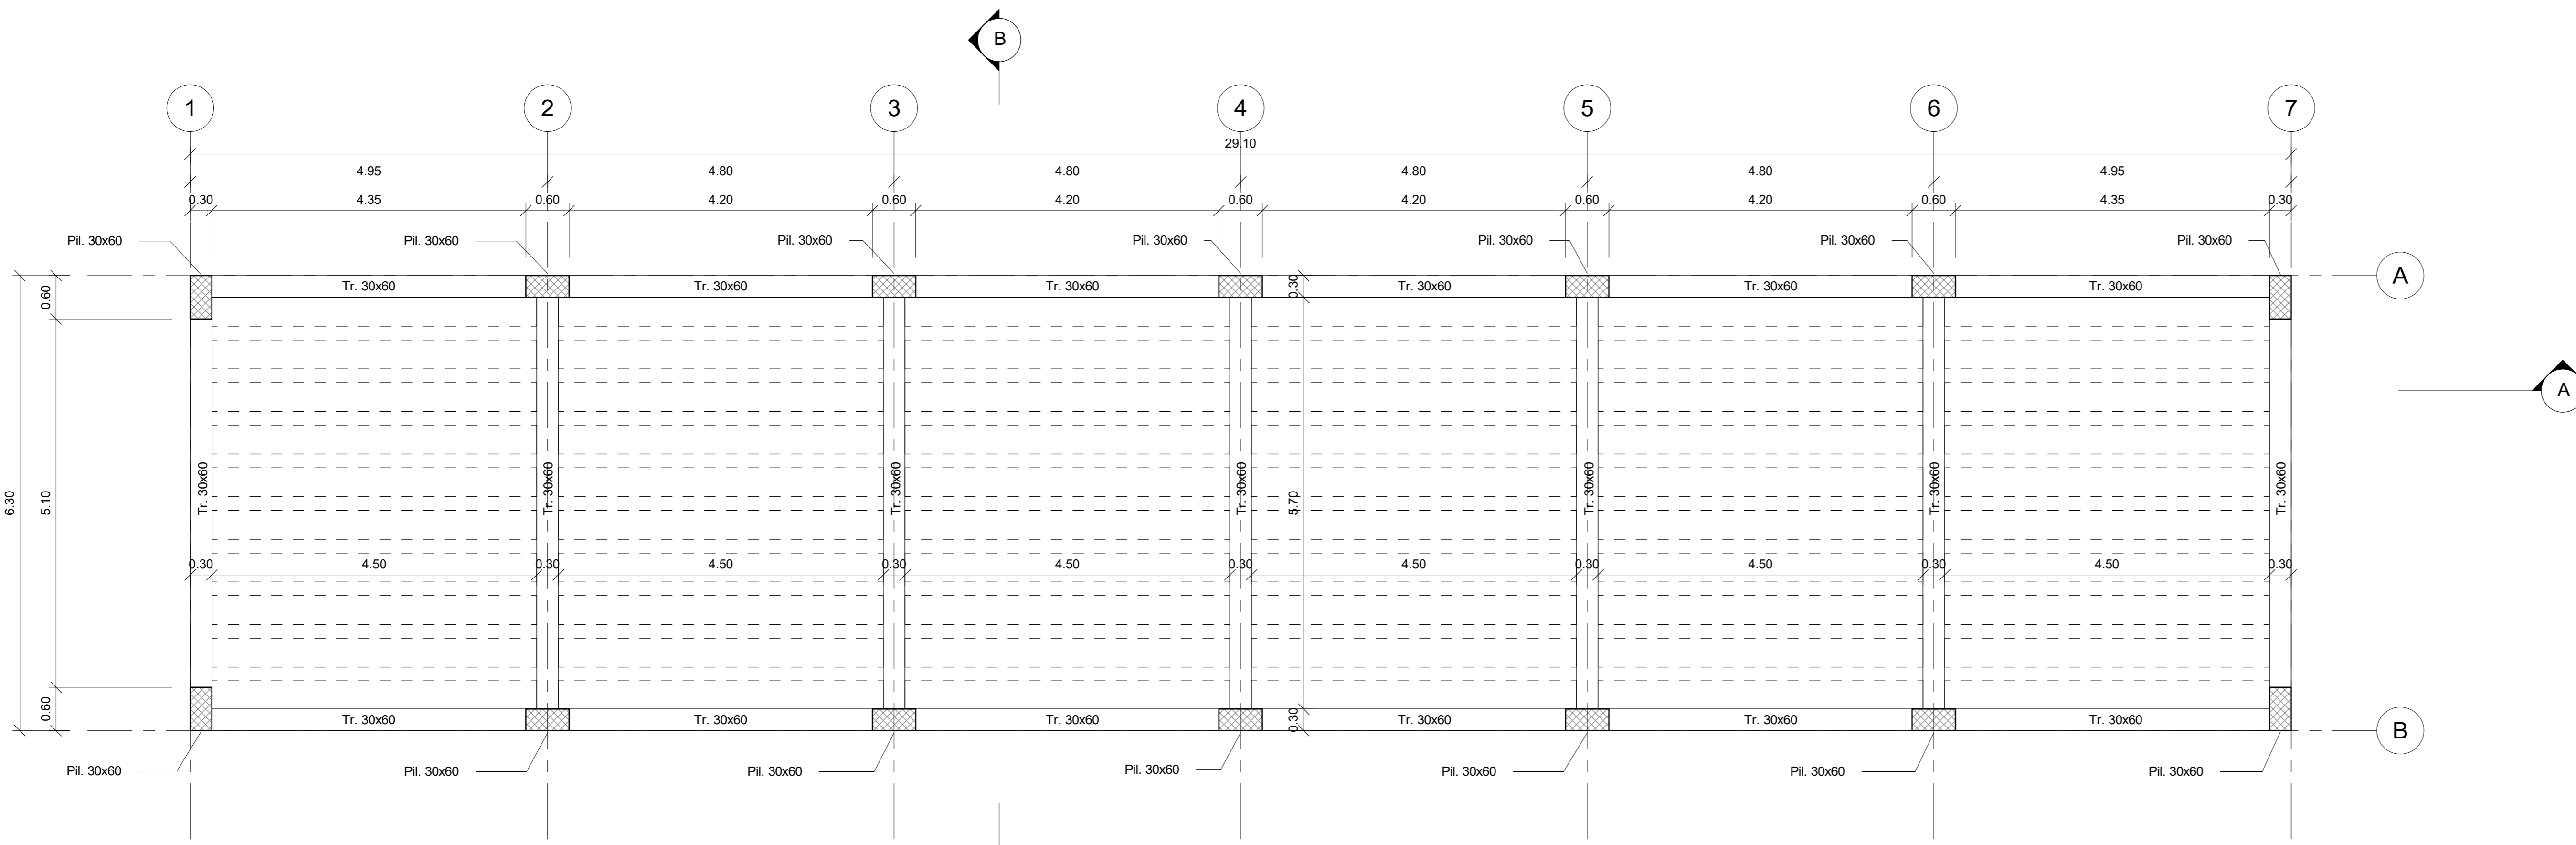 B
1 2 3 4 5 6 7
29.10
4.95 4.80 4.80 4.80 4.80 4.95
0.30 4.35 0.60 4.20 0.60 4.20 0.60 4.20 0.60 4.20 0.60 4.35 0.30
Pil. 30x60 Pil. 30x60 Pil. 30x60 Pil. 30x60 Pil. 30x60 Pil. 30x60 Pil. 30x60
A
0.60 Tr. 30x60 Tr. 30x60 Tr. 30x60 0.30 Tr. 30x60 Tr. 30x60 Tr. 30x60
A
6.30 5.10 Tr. 30x60 Tr. 30x60 Tr. 30x60 Tr. 30x60 5.70 Tr. 30x60 Tr. 30x60 Tr. 30x60
0.30 4.50 0.30 4.50 0.30 4.50 0.30 4.50 0.30 4.50 0.30 4.50 0.30
0.60 Tr. 30x60 Tr. 30x60 Tr. 30x60 0.30 Tr. 30x60 Tr. 30x60 Tr. 30x60
B
Pil. 30x60 Pil. 30x60 Pil. 30x60 Pil. 30x60 Pil. 30x60 Pil. 30x60 Pil. 30x60